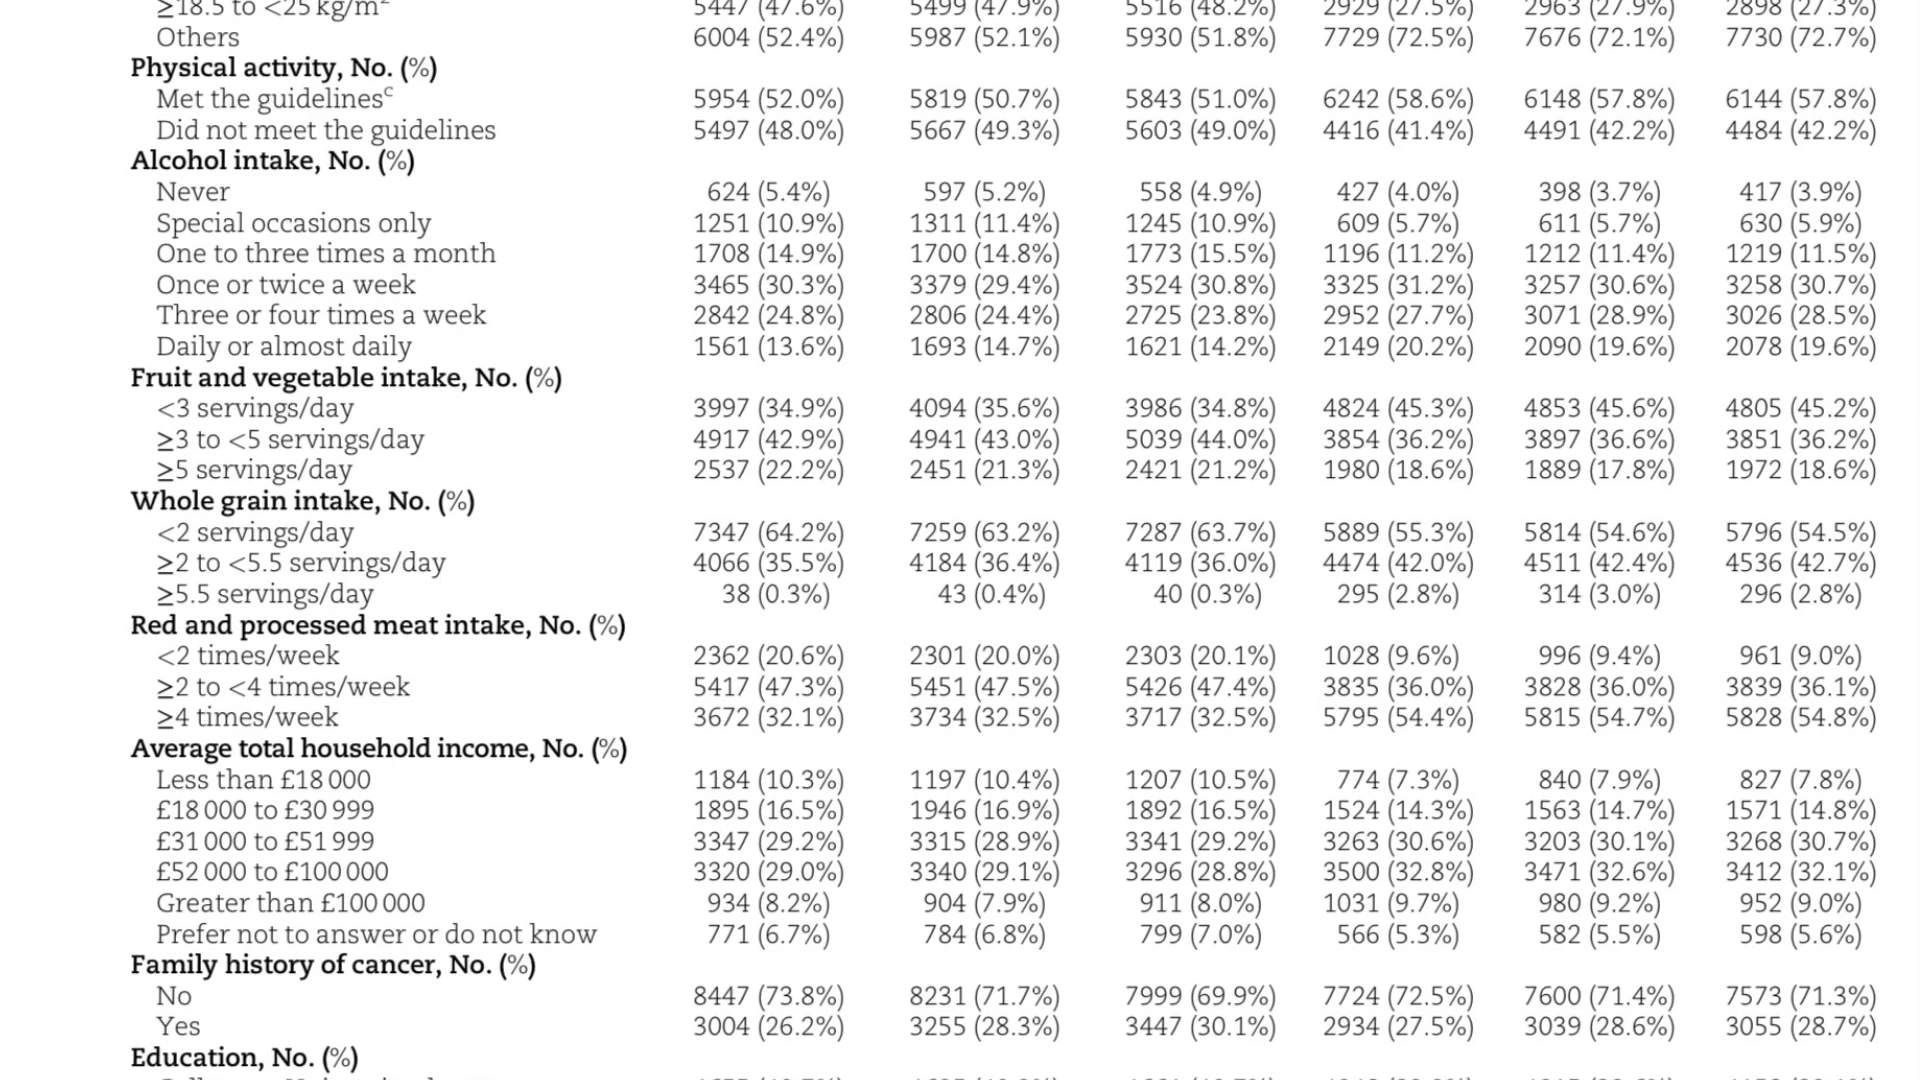 ≥18.5 to <25 kg/m² 5447 (47.6%) 5499 (47.9%) 5516 (48.2%) 2929 (27.5%) 2963 (27.9%) 2898 (27.3%)
Others 6004 (52.4%) 5987 (52.1%) 5930 (51.8%) 7729 (72.5%) 7676 (72.1%) 7730 (72.7%)
Physical activity, No. (%)
Met the guidelinesᶜ 5954 (52.0%) 5819 (50.7%) 5843 (51.0%) 6242 (58.6%) 6148 (57.8%) 6144 (57.8%)
Did not meet the guidelines 5497 (48.0%) 5667 (49.3%) 5603 (49.0%) 4416 (41.4%) 4491 (42.2%) 4484 (42.2%)
Alcohol intake, No. (%)
Never 624 (5.4%) 597 (5.2%) 558 (4.9%) 427 (4.0%) 398 (3.7%) 417 (3.9%)
Special occasions only 1251 (10.9%) 1311 (11.4%) 1245 (10.9%) 609 (5.7%) 611 (5.7%) 630 (5.9%)
One to three times a month 1708 (14.9%) 1700 (14.8%) 1773 (15.5%) 1196 (11.2%) 1212 (11.4%) 1219 (11.5%)
Once or twice a week 3465 (30.3%) 3379 (29.4%) 3524 (30.8%) 3325 (31.2%) 3257 (30.6%) 3258 (30.7%)
Three or four times a week 2842 (24.8%) 2806 (24.4%) 2725 (23.8%) 2952 (27.7%) 3071 (28.9%) 3026 (28.5%)
Daily or almost daily 1561 (13.6%) 1693 (14.7%) 1621 (14.2%) 2149 (20.2%) 2090 (19.6%) 2078 (19.6%)
Fruit and vegetable intake, No. (%)
<3 servings/day 3997 (34.9%) 4094 (35.6%) 3986 (34.8%) 4824 (45.3%) 4853 (45.6%) 4805 (45.2%)
≥3 to <5 servings/day 4917 (42.9%) 4941 (43.0%) 5039 (44.0%) 3854 (36.2%) 3897 (36.6%) 3851 (36.2%)
≥5 servings/day 2537 (22.2%) 2451 (21.3%) 2421 (21.2%) 1980 (18.6%) 1889 (17.8%) 1972 (18.6%)
Whole grain intake, No. (%)
<2 servings/day 7347 (64.2%) 7259 (63.2%) 7287 (63.7%) 5889 (55.3%) 5814 (54.6%) 5796 (54.5%)
≥2 to <5.5 servings/day 4066 (35.5%) 4184 (36.4%) 4119 (36.0%) 4474 (42.0%) 4511 (42.4%) 4536 (42.7%)
≥5.5 servings/day 38 (0.3%) 43 (0.4%) 40 (0.3%) 295 (2.8%) 314 (3.0%) 296 (2.8%)
Red and processed meat intake, No. (%)
<2 times/week 2362 (20.6%) 2301 (20.0%) 2303 (20.1%) 1028 (9.6%) 996 (9.4%) 961 (9.0%)
≥2 to <4 times/week 5417 (47.3%) 5451 (47.5%) 5426 (47.4%) 3835 (36.0%) 3828 (36.0%) 3839 (36.1%)
≥4 times/week 3672 (32.1%) 3734 (32.5%) 3717 (32.5%) 5795 (54.4%) 5815 (54.7%) 5828 (54.8%)
Average total household income, No. (%)
Less than £18 000 1184 (10.3%) 1197 (10.4%) 1207 (10.5%) 774 (7.3%) 840 (7.9%) 827 (7.8%)
£18 000 to £30 999 1895 (16.5%) 1946 (16.9%) 1892 (16.5%) 1524 (14.3%) 1563 (14.7%) 1571 (14.8%)
£31 000 to £51 999 3347 (29.2%) 3315 (28.9%) 3341 (29.2%) 3263 (30.6%) 3203 (30.1%) 3268 (30.7%)
£52 000 to £100 000 3320 (29.0%) 3340 (29.1%) 3296 (28.8%) 3500 (32.8%) 3471 (32.6%) 3412 (32.1%)
Greater than £100 000 934 (8.2%) 904 (7.9%) 911 (8.0%) 1031 (9.7%) 980 (9.2%) 952 (9.0%)
Prefer not to answer or do not know 771 (6.7%) 784 (6.8%) 799 (7.0%) 566 (5.3%) 582 (5.5%) 598 (5.6%)
Family history of cancer, No. (%)
No 8447 (73.8%) 8231 (71.7%) 7999 (69.9%) 7724 (72.5%) 7600 (71.4%) 7573 (71.3%)
Yes 3004 (26.2%) 3255 (28.3%) 3447 (30.1%) 2934 (27.5%) 3039 (28.6%) 3055 (28.7%)
Education, No. (%)